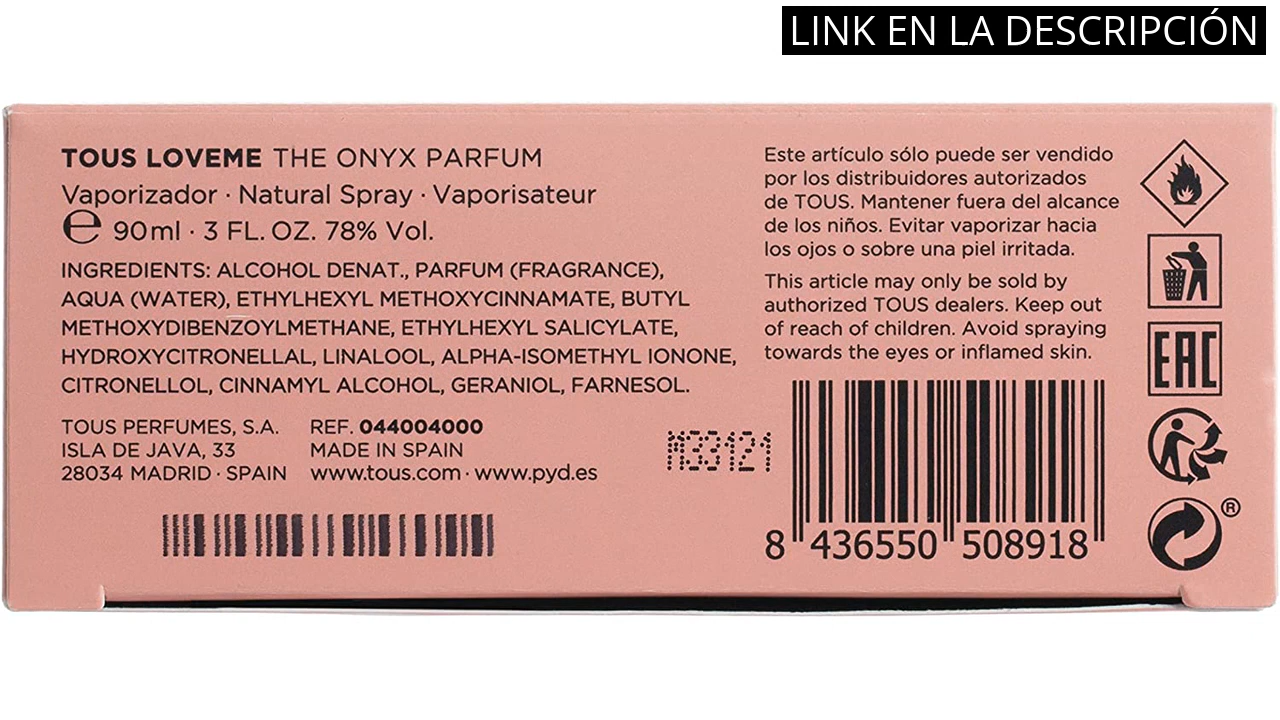 LINK EN LA DESCRIPCIÓN
TOUS LOVEME THE ONYX PARFUM
Vaporizador · Natural Spray · Vaporisateur
℮ 90ml · 3 FL. OZ. 78% Vol.
INGREDIENTS: ALCOHOL DENAT., PARFUM (FRAGRANCE),
AQUA (WATER), ETHYLHEXYL METHOXYCINNAMATE, BUTYL
METHOXYDIBENZOYLMETHANE, ETHYLHEXYL SALICYLATE,
HYDROXYCITRONELLAL, LINALOOL, ALPHA-ISOMETHYL IONONE,
CITRONELLOL, CINNAMYL ALCOHOL, GERANIOL, FARNESOL.
TOUS PERFUMES, S.A.
ISLA DE JAVA, 33
28034 MADRID · SPAIN
REF. 044004000
MADE IN SPAIN
www.tous.com · www.pyd.es
M33121
Este artículo sólo puede ser vendido
por los distribuidores autorizados
de TOUS. Mantener fuera del alcance
de los niños. Evitar vaporizar hacia
los ojos o sobre una piel irritada.
This article may only be sold by
authorized TOUS dealers. Keep out
of reach of children. Avoid spraying
towards the eyes or inflamed skin.
8 436550 508918
EAC
®